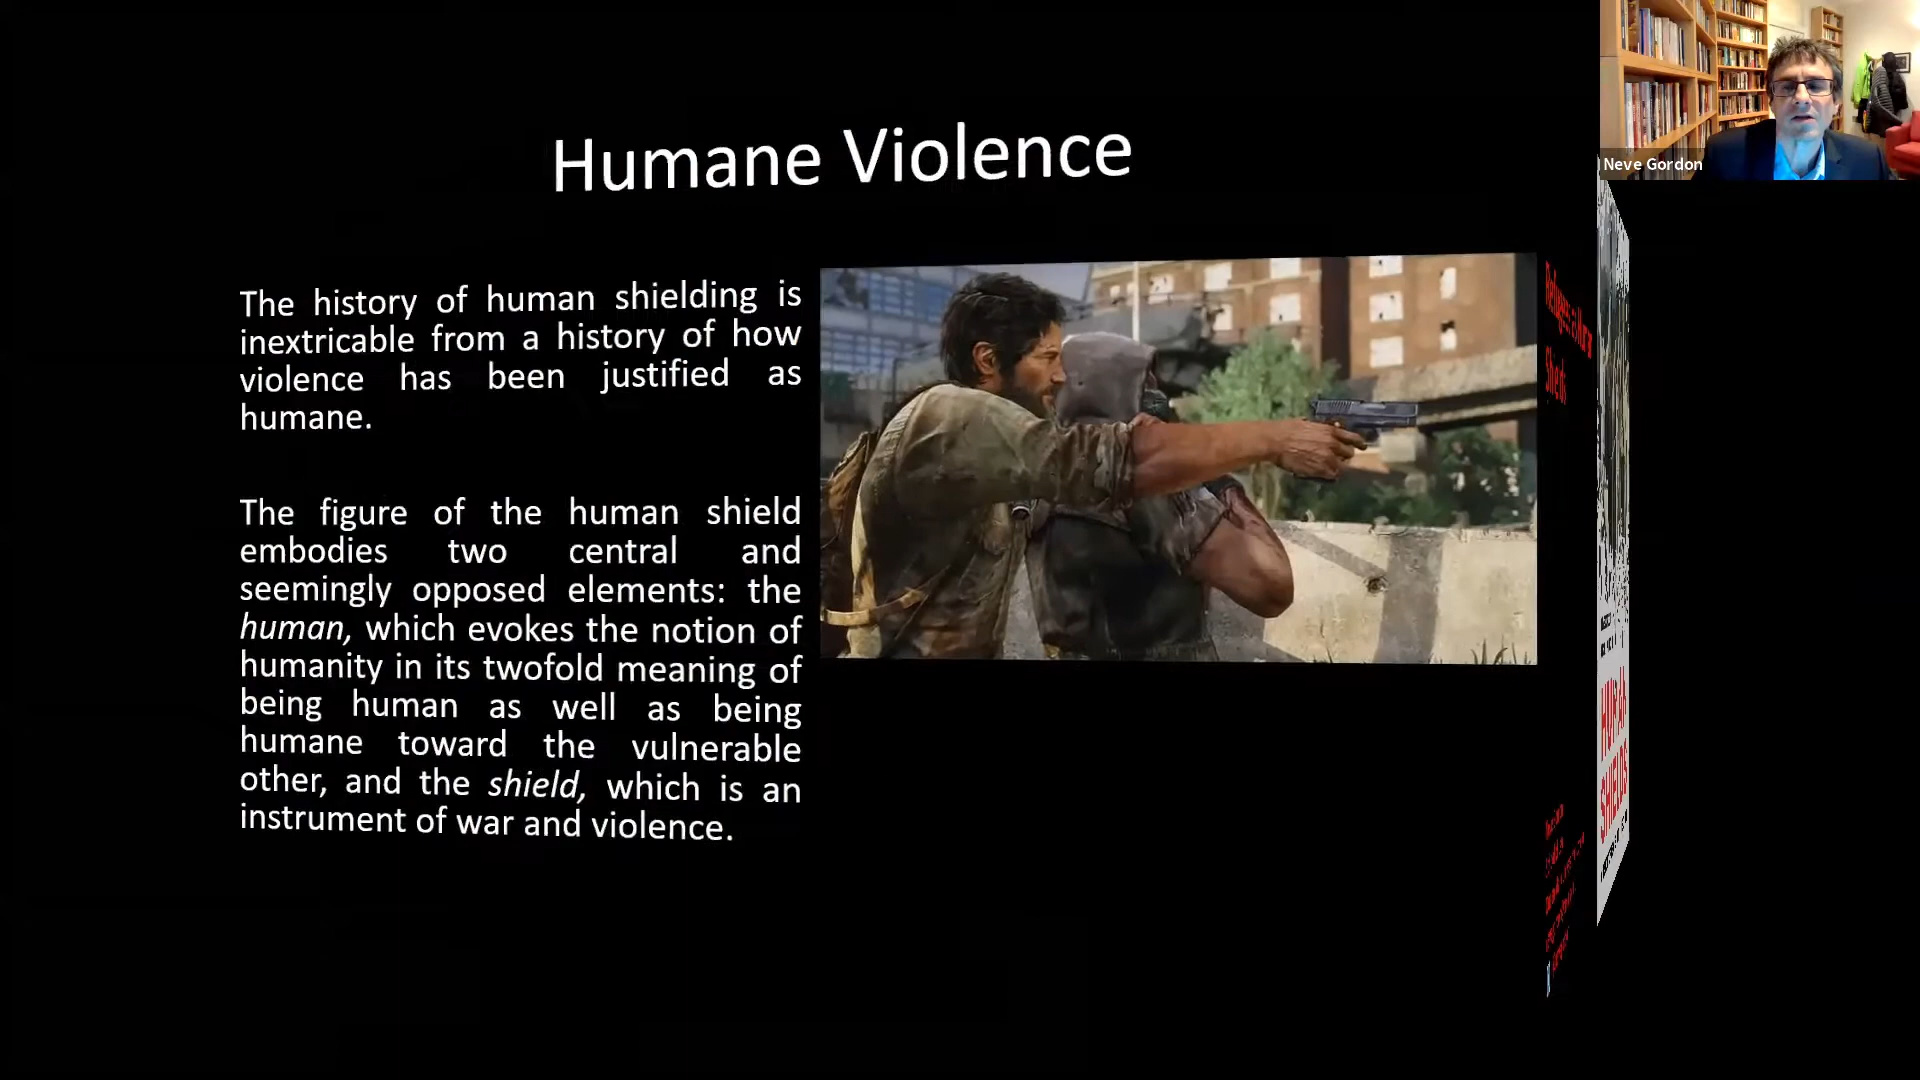 Humane Violence
Neve Gordon
The history of human shielding is
inextricable from a history of how
violence has been justified as
humane.
The figure of the human shield
embodies two central and
seemingly opposed elements: the
human, which evokes the notion of
humanity in its twofold meaning of
being human as well as being
humane toward the vulnerable
other, and the shield, which is an
instrument of war and violence.
Shields
HUMAN
SHIELDS